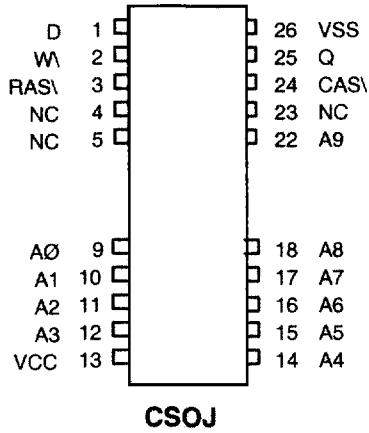 D 1 26 VSS
W\ 2 25 Q
RAS\ 3 24 CAS\
NC 4 23 NC
NC 5 22 A9
AØ 9 18 A8
A1 10 17 A7
A2 11 16 A6
A3 12 15 A5
VCC 13 14 A4
CSOJ